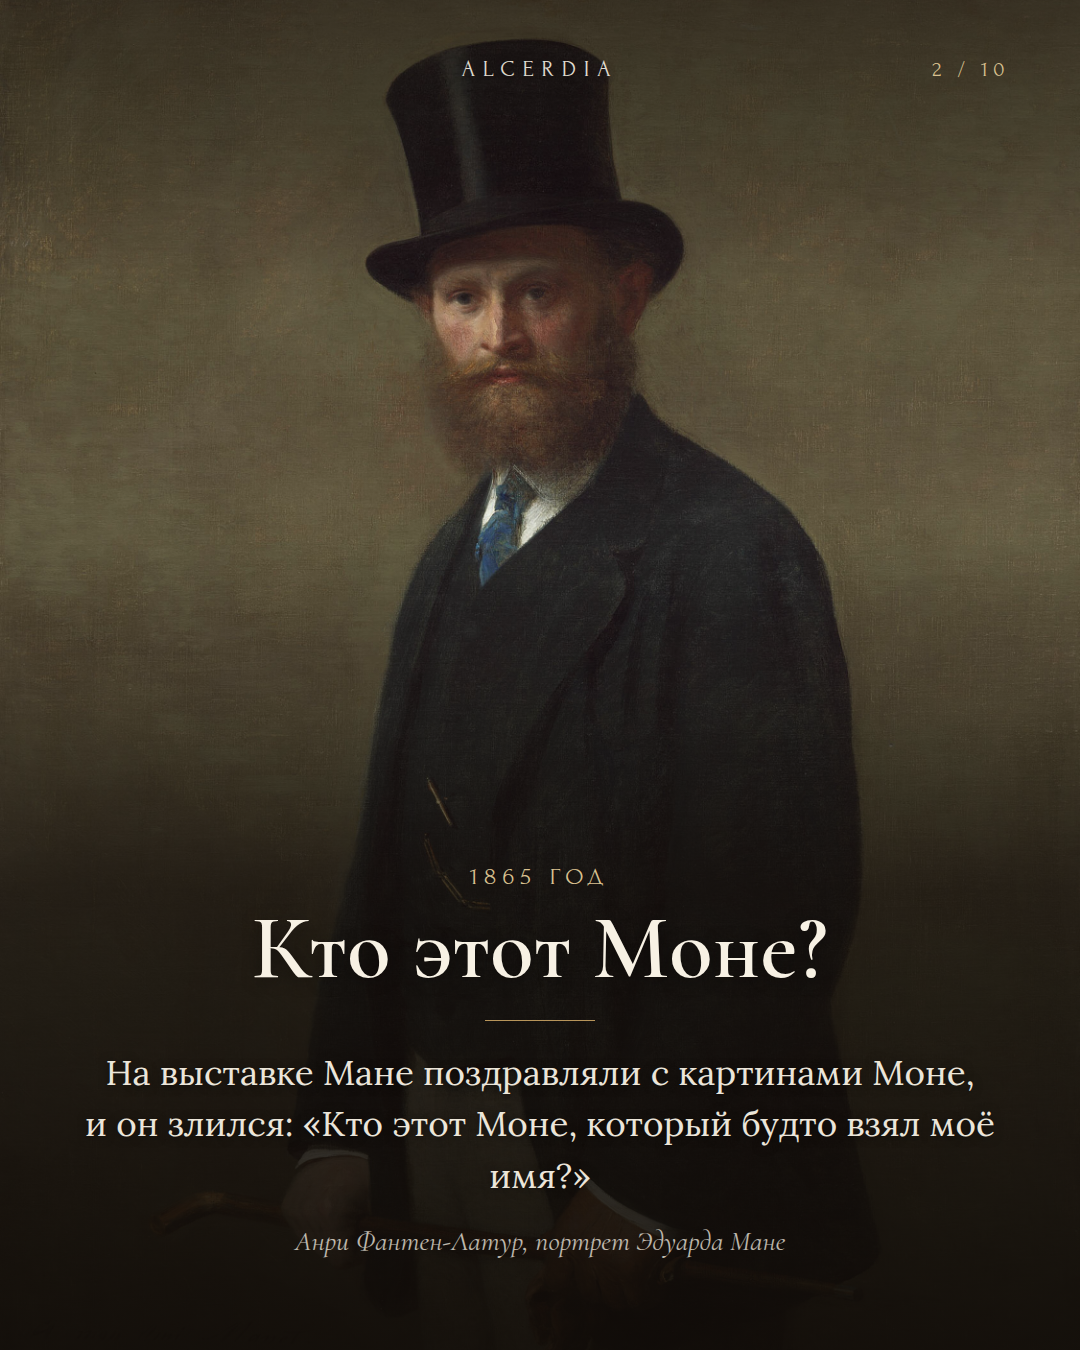 ALCERDIA
2 / 10
1865 ГОД
Кто этот Моне?
На выставке Мане поздравляли с картинами Моне,
и он злился: «Кто этот Моне, который будто взял моё
имя?»
Анри Фантен-Латур, портрет Эдуарда Мане